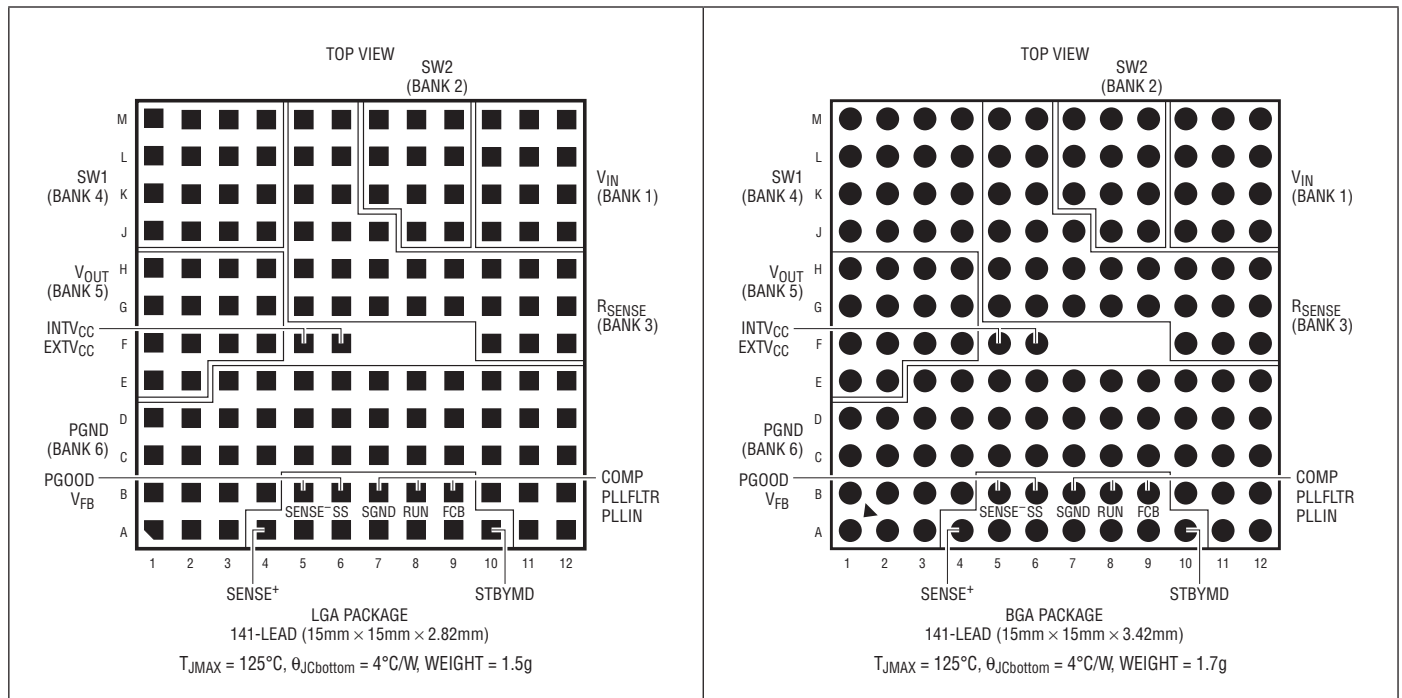 TOP VIEW
SW2
(BANK 2)
M
L
SW1
(BANK 4)
K
J
VIN
(BANK 1)
VOUT
(BANK 5)
H
G
RSENSE
(BANK 3)
INTVCC
EXTVCC
F
E
PGND
(BANK 6)
D
C
PGOOD
VFB
B
A
COMP
PLLFLTR
PLLIN
SENSE– SS SGND RUN FCB
1 2 3 4 5 6 7 8 9 10 11 12
SENSE+ STBYMD
LGA PACKAGE
141-LEAD (15mm × 15mm × 2.82mm)
TJMAX = 125°C, θJCbottom = 4°C/W, WEIGHT = 1.5g
TOP VIEW
SW2
(BANK 2)
M
L
SW1
(BANK 4)
K
J
VIN
(BANK 1)
VOUT
(BANK 5)
H
G
RSENSE
(BANK 3)
INTVCC
EXTVCC
F
E
PGND
(BANK 6)
D
C
PGOOD
VFB
B
A
COMP
PLLFLTR
PLLIN
SENSE– SS SGND RUN FCB
1 2 3 4 5 6 7 8 9 10 11 12
SENSE+ STBYMD
BGA PACKAGE
141-LEAD (15mm × 15mm × 3.42mm)
TJMAX = 125°C, θJCbottom = 4°C/W, WEIGHT = 1.7g